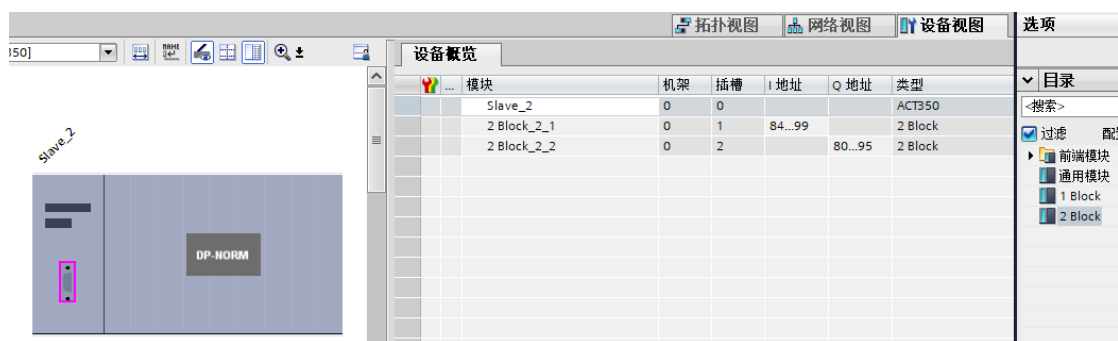 拓扑视图 网络视图 设备视图 选项
350]
设备概览
... 模块 机架 插槽 I 地址 Q 地址 类型
Slave_2 0 0 ACT350
2 Block_2_1 0 1 84...99 2 Block
2 Block_2_2 0 2 80...95 2 Block
Slave_2
DP-NORM
目录
<搜索>
过滤
前端模块
通用模块
1 Block
2 Block